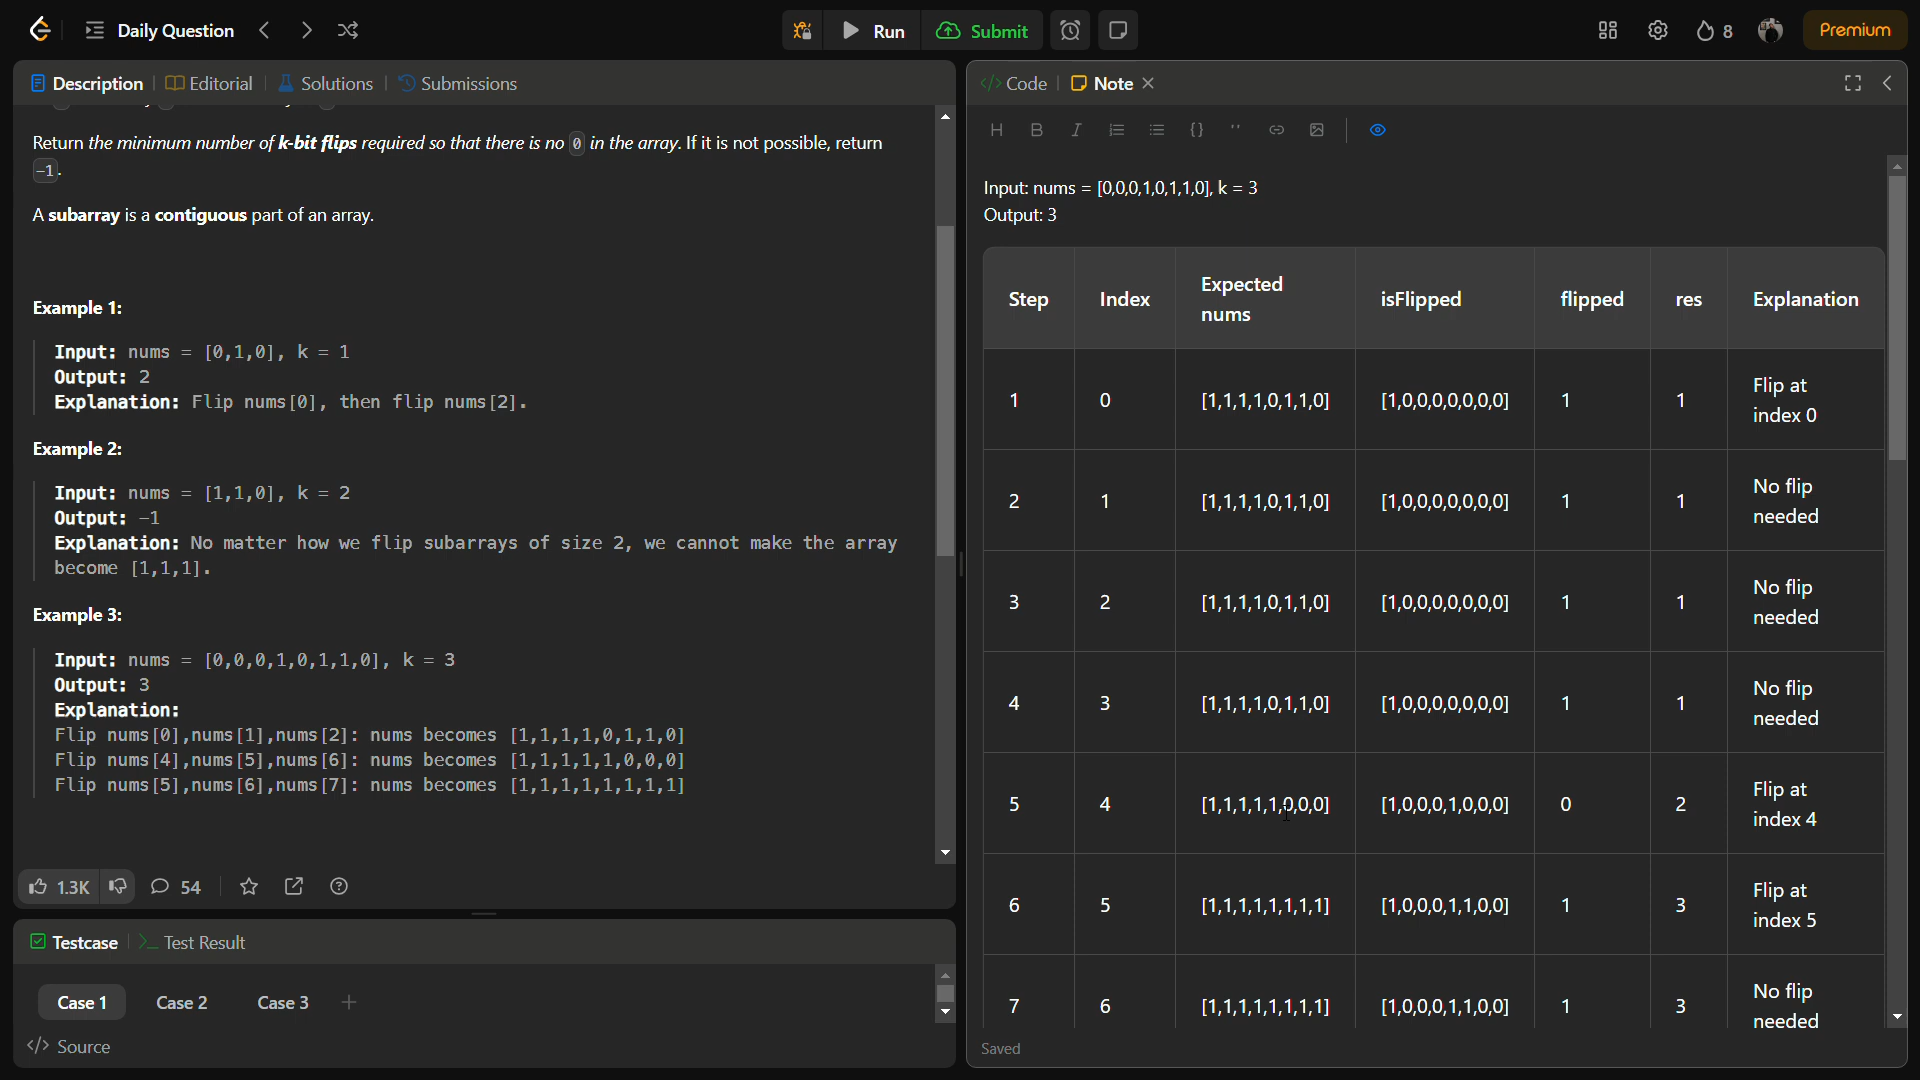 Daily Question
Run
Submit
8
Premium
Description
Editorial
Solutions
Submissions
Return the minimum number of k-bit flips required so that there is no 0 in the array. If it is not possible, return
-1.
A subarray is a contiguous part of an array.
Example 1:
Input: nums = [0,1,0], k = 1
Output: 2
Explanation: Flip nums[0], then flip nums[2].
Example 2:
Input: nums = [1,1,0], k = 2
Output: -1
Explanation: No matter how we flip subarrays of size 2, we cannot make the array
become [1,1,1].
Example 3:
Input: nums = [0,0,0,1,0,1,1,0], k = 3
Output: 3
Explanation:
Flip nums[0],nums[1],nums[2]: nums becomes [1,1,1,1,0,1,1,0]
Flip nums[4],nums[5],nums[6]: nums becomes [1,1,1,1,1,0,0,0]
Flip nums[5],nums[6],nums[7]: nums becomes [1,1,1,1,1,1,1,1]
1.3K
54
Testcase
Test Result
Case 1
Case 2
Case 3
Source
Code
Note
Input: nums = [0,0,0,1,0,1,1,0], k = 3
Output: 3
Step Index Expected nums isFlipped flipped res Explanation
1 0 [1,1,1,1,0,1,1,0] [1,0,0,0,0,0,0,0] 1 1 Flip at index 0
2 1 [1,1,1,1,0,1,1,0] [1,0,0,0,0,0,0,0] 1 1 No flip needed
3 2 [1,1,1,1,0,1,1,0] [1,0,0,0,0,0,0,0] 1 1 No flip needed
4 3 [1,1,1,1,0,1,1,0] [1,0,0,0,0,0,0,0] 1 1 No flip needed
5 4 [1,1,1,1,1,0,0,0] [1,0,0,0,1,0,0,0] 0 2 Flip at index 4
6 5 [1,1,1,1,1,1,1,1] [1,0,0,0,1,1,0,0] 1 3 Flip at index 5
7 6 [1,1,1,1,1,1,1,1] [1,0,0,0,1,1,0,0] 1 3 No flip needed
Saved